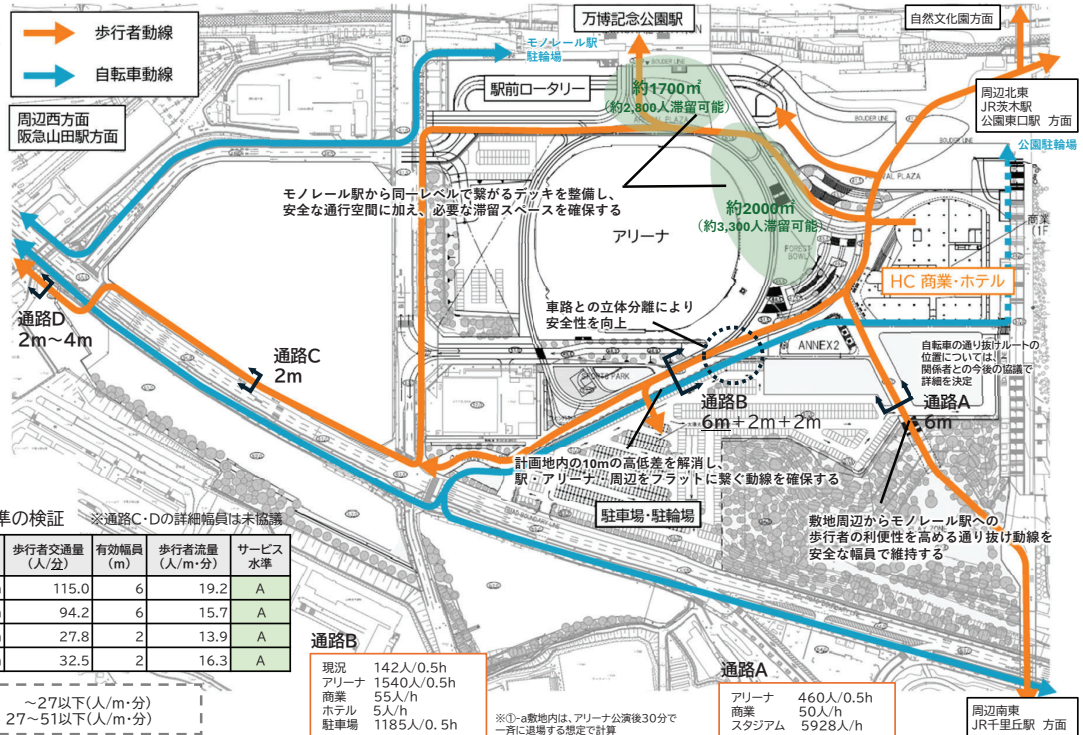 歩行者動線
自転車動線
万博記念公園駅
自然文化園方面
モノレール駅
駐輪場
駅前ロータリー
約1700㎡
(約2,800人滞留可能)
周辺北東
JR茨木駅
公園東口駅 方面
公園駐輪場
周辺西方面
阪急山田駅方面
BOUDER LINE
BOUDER LINE
BOUDER LINE
モノレール駅から同一レベルで繋がるデッキを整備し、
安全な通行空間に加え、必要な滞留スペースを確保する
約2000㎡
(約3,300人滞留可能)
アリーナ
FOREST
BOWL
商業
(1F
HC 商業・ホテル
車路との立体分離により
安全性を向上
ANNEX2
自転車の通り抜けルートの
位置については、
関係者との今後の協議で
詳細を決定
通路D
2m~4m
通路C
2m
SPORTS PARK
通路B
6m+2m+2m
通路A
6m
計画地内の10mの高低差を解消し、
駅・アリーナ・周辺をフラットに繋ぐ動線を確保する
駐車場・駐輪場
敷地周辺からモノレール駅への
歩行者の利便性を高める通り抜け動線を
安全な幅員で維持する
準の検証 ※通路C・Dの詳細幅員は未協議
歩行者交通量(人/分) 有効幅員(m) 歩行者流量(人/m・分) サービス水準
115.0 6 19.2 A
94.2 6 15.7 A
27.8 2 13.9 A
32.5 2 16.3 A
~27以下(人/m・分)
27~51以下(人/m・分)
通路B
現況 142人/0.5h
アリーナ 1540人/0.5h
商業 55人/h
ホテル 5人/h
駐車場 1185人/0.5h
※①-a敷地内は、アリーナ公演後30分で
一斉に退場する想定で計算
通路A
アリーナ 460人/0.5h
商業 50人/h
スタジアム 5928人/h
周辺南東
JR千里丘駅 方面